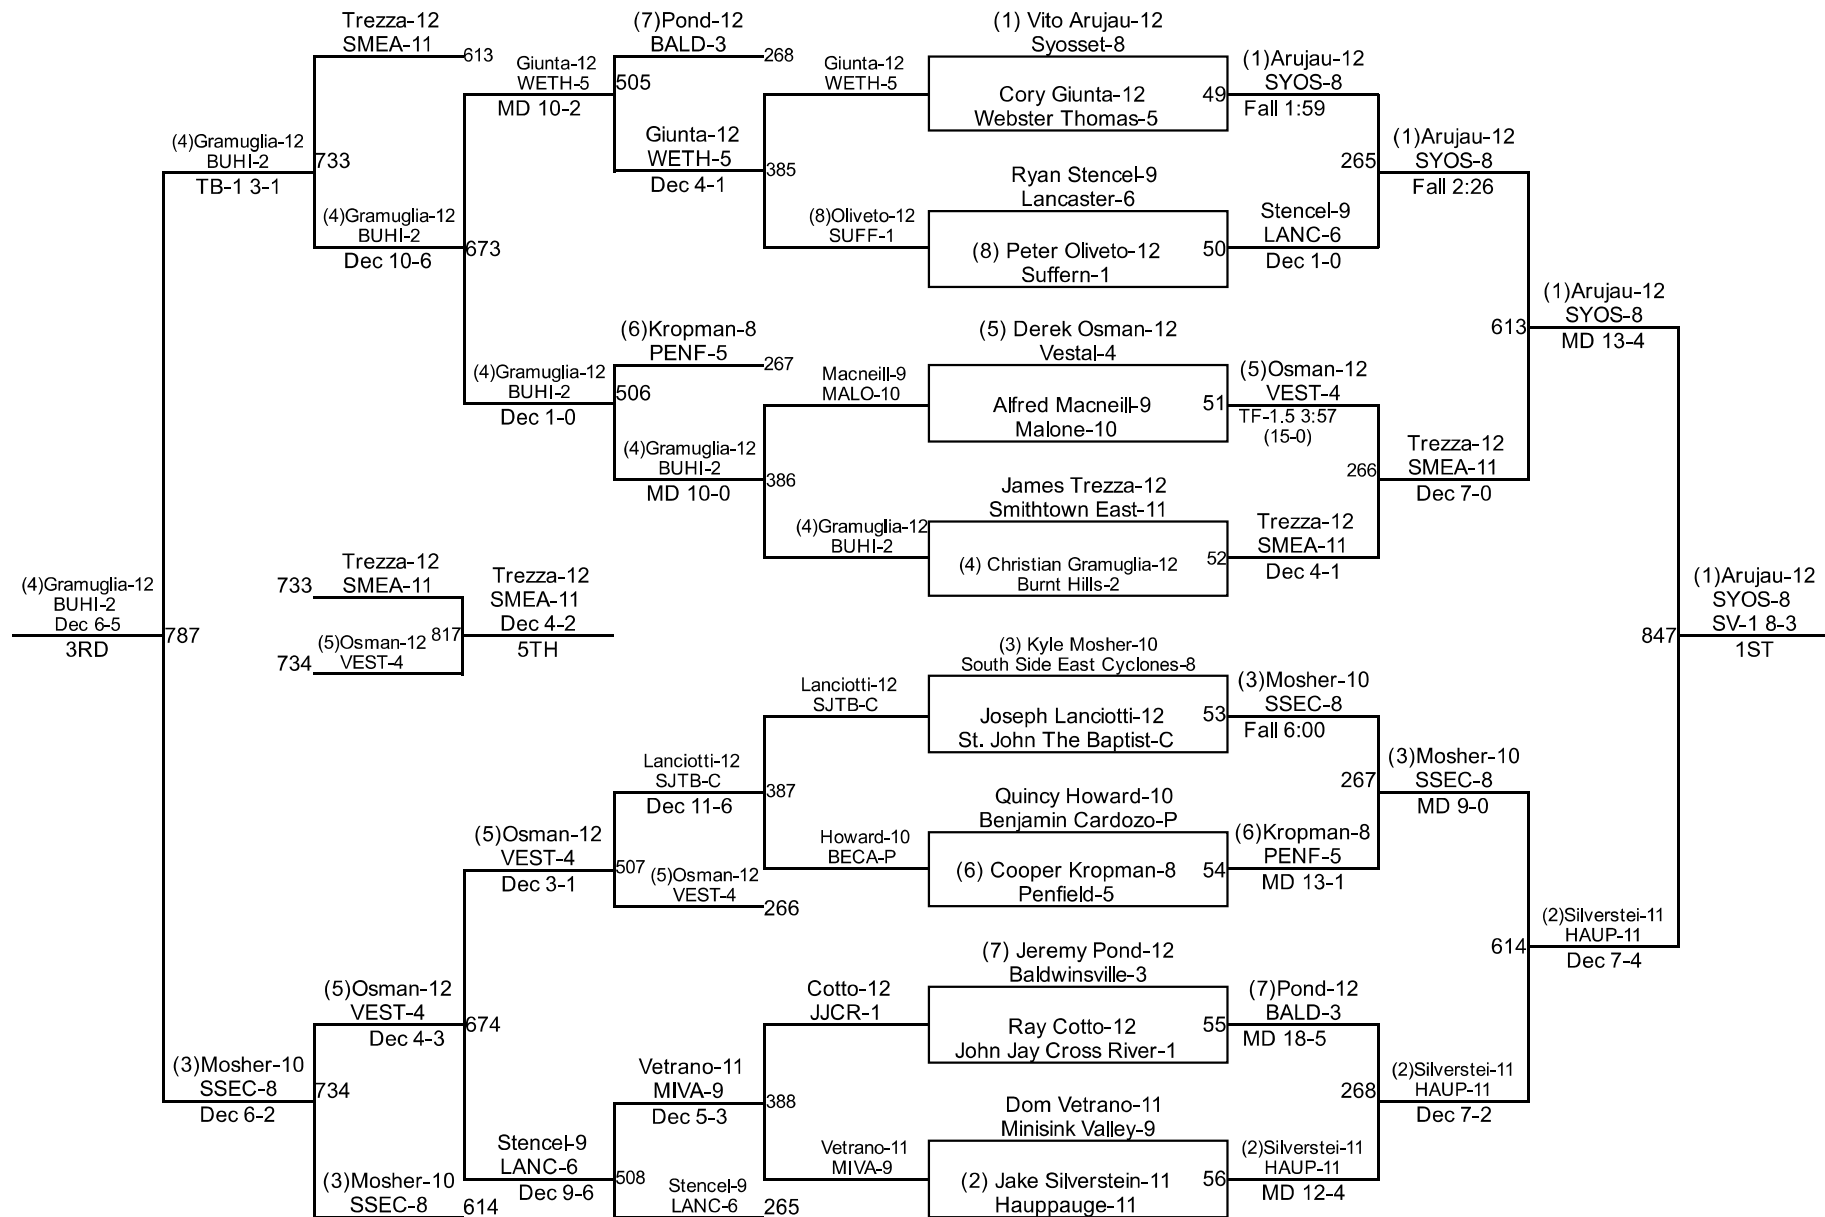 Trezza-12
SMEA-11
613
(4)Gramuglia-12
BUHI-2
TB-1 3-1
733
(4)Gramuglia-12
BUHI-2
Dec 10-6
Giunta-12
WETH-5
MD 10-2
673
(4)Gramuglia-12
BUHI-2
Dec 1-0
(7)Pond-12
BALD-3
268
505
Giunta-12
WETH-5
Dec 4-1
(6)Kropman-8
PENF-5
267
506
(4)Gramuglia-12
BUHI-2
MD 10-0
Giunta-12
WETH-5
385
(8)Oliveto-12
SUFF-1
Macneill-9
MALO-10
386
(4)Gramuglia-12
BUHI-2
(1) Vito Arujau-12
Syosset-8
Cory Giunta-12
Webster Thomas-5
49
Ryan Stencel-9
Lancaster-6
(8) Peter Oliveto-12
Suffern-1
50
(5) Derek Osman-12
Vestal-4
Alfred Macneill-9
Malone-10
51
James Trezza-12
Smithtown East-11
(4) Christian Gramuglia-12
Burnt Hills-2
52
(1)Arujau-12
SYOS-8
Fall 1:59
265
Stencel-9
LANC-6
Dec 1-0
(5)Osman-12
VEST-4
TF-1.5 3:57
(15-0)
266
Trezza-12
SMEA-11
Dec 4-1
(1)Arujau-12
SYOS-8
Fall 2:26
613
Trezza-12
SMEA-11
Dec 7-0
(1)Arujau-12
SYOS-8
MD 13-4
(4)Gramuglia-12
BUHI-2
Dec 6-5
3RD
787
733
Trezza-12
SMEA-11
734
(5)Osman-12
VEST-4
817
Trezza-12
SMEA-11
Dec 4-2
5TH
847
(1)Arujau-12
SYOS-8
SV-1 8-3
1ST
(3)Mosher-10
SSEC-8
Dec 6-2
(5)Osman-12
VEST-4
Dec 4-3
734
(3)Mosher-10
SSEC-8
614
(5)Osman-12
VEST-4
Dec 3-1
674
Stencel-9
LANC-6
Dec 9-6
Lanciotti-12
SJTB-C
Dec 11-6
507
(5)Osman-12
VEST-4
266
Vetrano-11
MIVA-9
Dec 5-3
508
Stencel-9
LANC-6
265
Lanciotti-12
SJTB-C
387
Howard-10
BECA-P
Cotto-12
JJCR-1
388
Vetrano-11
MIVA-9
(3) Kyle Mosher-10
South Side East Cyclones-8
Joseph Lanciotti-12
St. John The Baptist-C
53
Quincy Howard-10
Benjamin Cardozo-P
(6) Cooper Kropman-8
Penfield-5
54
(7) Jeremy Pond-12
Baldwinsville-3
Ray Cotto-12
John Jay Cross River-1
55
Dom Vetrano-11
Minisink Valley-9
(2) Jake Silverstein-11
Hauppauge-11
56
(3)Mosher-10
SSEC-8
Fall 6:00
267
(6)Kropman-8
PENF-5
MD 13-1
(7)Pond-12
BALD-3
MD 18-5
268
(2)Silverstei-11
HAUP-11
MD 12-4
(3)Mosher-10
SSEC-8
MD 9-0
614
(2)Silverstei-11
HAUP-11
Dec 7-2
(2)Silverstei-11
HAUP-11
Dec 7-4